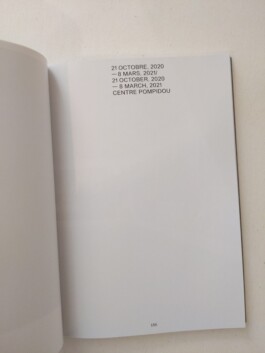 21 OCTOBRE, 2020
— 8 MARS, 2021/
21 OCTOBER, 2020
— 8 MARCH, 2021
CENTRE POMPIDOU